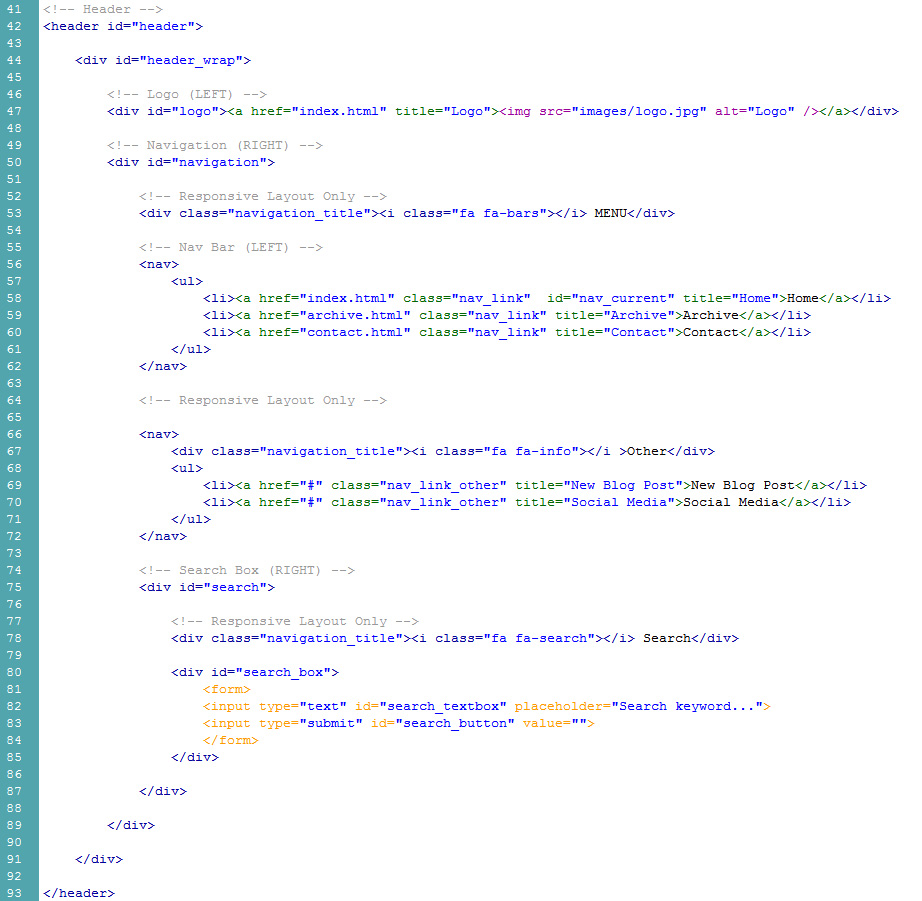 41 <!-- Header -->
42 <header id="header">
43
44     <div id="header_wrap">
45
46         <!-- Logo (LEFT) -->
47         <div id="logo"><a href="index.html" title="Logo"><img src="images/logo.jpg" alt="Logo" /></a></div>
48
49         <!-- Navigation (RIGHT) -->
50         <div id="navigation">
51
52             <!-- Responsive Layout Only -->
53             <div class="navigation_title"><i class="fa fa-bars"></i> MENU</div>
54
55             <!-- Nav Bar (LEFT) -->
56             <nav>
57                 <ul>
58                     <li><a href="index.html" class="nav_link"  id="nav_current" title="Home">Home</a></li>
59                     <li><a href="archive.html" class="nav_link" title="Archive">Archive</a></li>
60                     <li><a href="contact.html" class="nav_link" title="Contact">Contact</a></li>
61                 </ul>
62             </nav>
63
64             <!-- Responsive Layout Only -->
65
66             <nav>
67                 <div class="navigation_title"><i class="fa fa-info"></i >Other</div>
68                 <ul>
69                     <li><a href="#" class="nav_link_other" title="New Blog Post">New Blog Post</a></li>
70                     <li><a href="#" class="nav_link_other" title="Social Media">Social Media</a></li>
71                 </ul>
72             </nav>
73
74             <!-- Search Box (RIGHT) -->
75             <div id="search">
76
77                 <!-- Responsive Layout Only -->
78                 <div class="navigation_title"><i class="fa fa-search"></i> Search</div>
79
80                 <div id="search_box">
81                     <form>
82                     <input type="text" id="search_textbox" placeholder="Search keyword...">
83                     <input type="submit" id="search_button" value="">
84                     </form>
85                 </div>
86
87             </div>
88
89         </div>
90
91     </div>
92
93 </header>